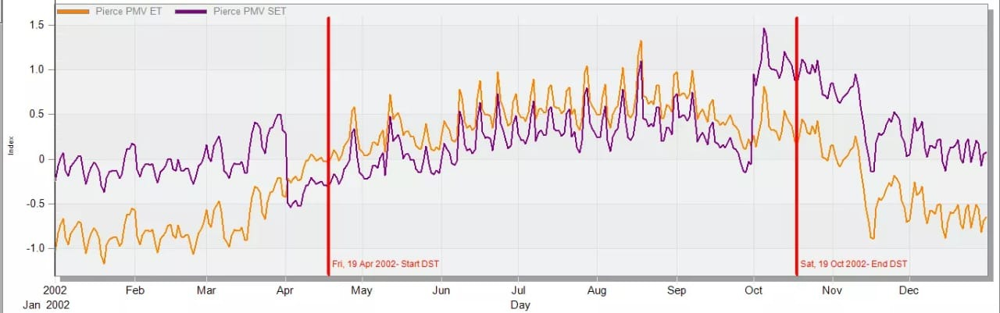 Pierce PMV ET Pierce PMV SET
1.5
1.0
0.5
0
-0.5
-1.0
Index
Fri, 19 Apr 2002- Start DST
Sat, 19 Oct 2002- End DST
2002 Feb Mar Apr May Jun Jul Aug Sep Oct Nov Dec
Jan 2002
Day